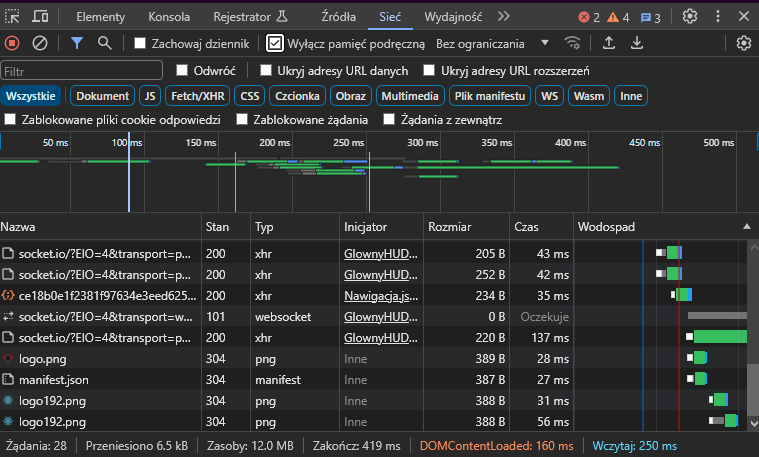 Elementy Konsola Rejestrator Źródła Sieć Wydajność 2 4 3
Zachowaj dziennik Wyłącz pamięć podręczną Bez ograniczania
Filtr Odwróć Ukryj adresy URL danych Ukryj adresy URL rozszerzeń
Wszystkie Dokument JS Fetch/XHR CSS Czcionka Obraz Multimedia Plik manifestu WS Wasm Inne
Zablokowane pliki cookie odpowiedzi Zablokowane żądania Żądania z zewnątrz
50 ms 100 ms 150 ms 200 ms 250 ms 300 ms 350 ms 400 ms 450 ms 500 ms
Nazwa Stan Typ Inicjator Rozmiar Czas Wodospad
socket.io/?EIO=4&transport=p... 200 xhr GlownyHUD... 205 B 43 ms
socket.io/?EIO=4&transport=p... 200 xhr GlownyHUD... 252 B 42 ms
ce18b0e1f2381f97634e3eed625... 200 xhr Nawigacja.js... 234 B 35 ms
socket.io/?EIO=4&transport=w... 101 websocket GlownyHUD... 0 B Oczekuje
socket.io/?EIO=4&transport=p... 200 xhr GlownyHUD... 220 B 137 ms
logo.png 304 png Inne 389 B 28 ms
manifest.json 304 manifest Inne 387 B 27 ms
logo192.png 304 png Inne 388 B 31 ms
logo192.png 304 png Inne 388 B 56 ms
Żądania: 28 Przeniesiono 6.5 kB Zasoby: 12.0 MB Zakończ: 419 ms DOMContentLoaded: 160 ms Wczytaj: 250 ms